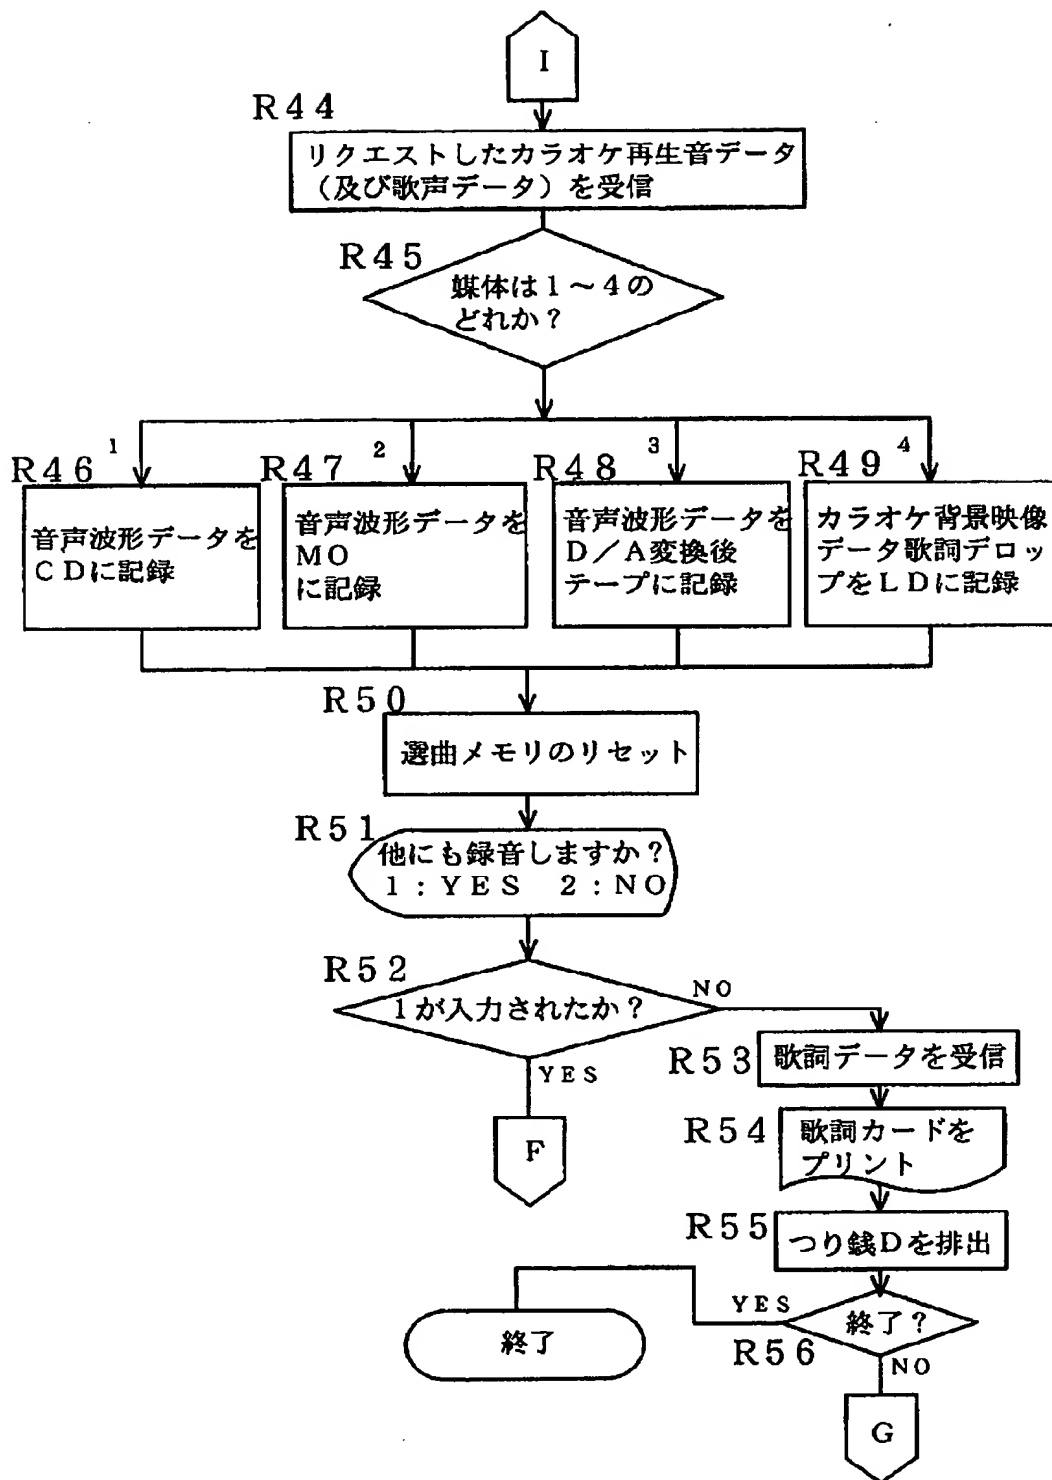 I
R44
リクエストしたカラオケ再生音データ
（及び歌声データ）を受信
R45
媒体は1～4の
どれか？
1
R46
音声波形データを
CDに記録
2
R47
音声波形データを
MO
に記録
3
R48
音声波形データを
D／A変換後
テープに記録
4
R49
カラオケ背景映像
データ歌詞デロッ
プをLDに記録
R50
選曲メモリのリセット
R51
他にも録音しますか？
1：YES　2：NO
R52
1が入力されたか？
NO
YES
F
R53
歌詞データを受信
R54
歌詞カードを
プリント
R55
つり銭Dを排出
YES
終了？
R56
終了
NO
G